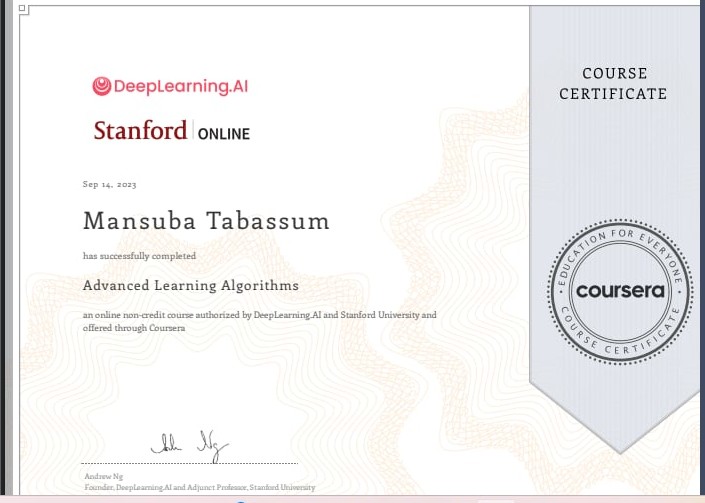 DeepLearning.AI
Stanford | ONLINE
Sep 14, 2023
Mansuba Tabassum
has successfully completed
Advanced Learning Algorithms
an online non-credit course authorized by DeepLearning.AI and Stanford University and
offered through Coursera
Andrew Ng
Founder, DeepLearning.AI and Adjunct Professor, Stanford University
COURSE
CERTIFICATE
EDUCATION FOR EVERYONE
coursera
COURSE CERTIFICATE